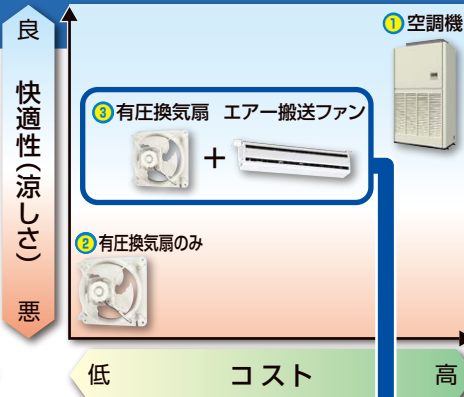 良
快適性(涼しさ)
悪
①空調機
③有圧換気扇 エアー搬送ファン
+
②有圧換気扇のみ
低 コスト 高